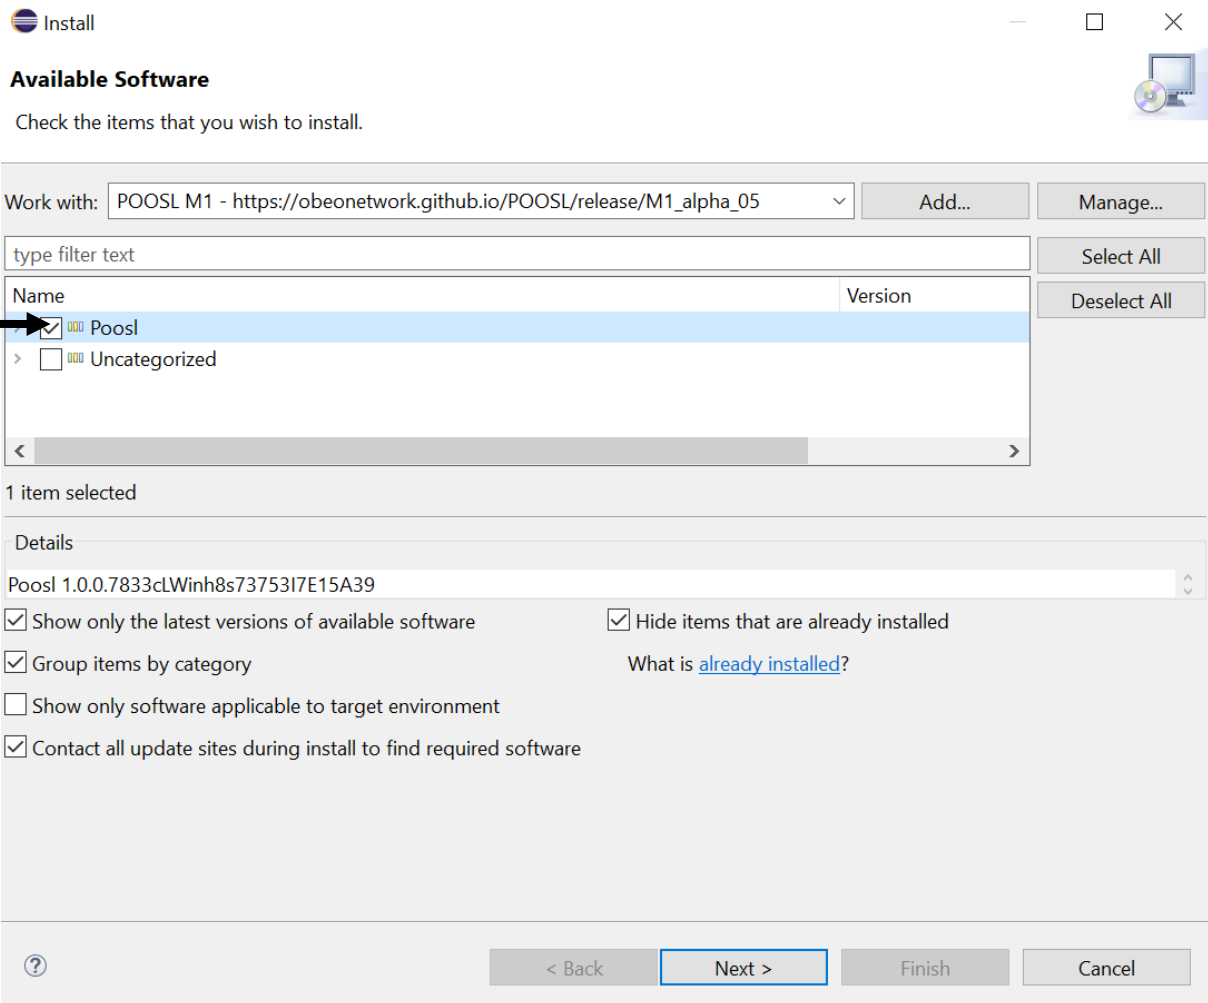 Install
Available Software
Check the items that you wish to install.
Work with: POOSL M1 - https://obeonetwork.github.io/POOSL/release/M1_alpha_05 Add... Manage...
type filter text Select All
Name Version Deselect All
Poosl
Uncategorized
1 item selected
Details
Poosl 1.0.0.7833cLWinh8s73753I7E15A39
Show only the latest versions of available software Hide items that are already installed
Group items by category What is already installed?
Show only software applicable to target environment
Contact all update sites during install to find required software
? < Back Next > Finish Cancel